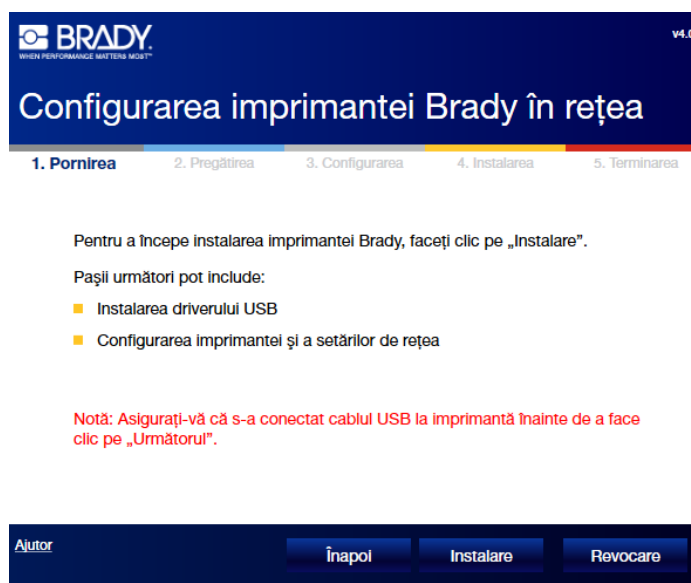 BRADY.
WHEN PERFORMANCE MATTERS MOST™
v4.0
Configurarea imprimantei Brady în rețea
1. Pornirea
2. Pregătirea
3. Configurarea
4. Instalarea
5. Terminarea
Pentru a începe instalarea imprimantei Brady, faceți clic pe „Instalare”.
Pașii următori pot include:
Instalarea driverului USB
Configurarea imprimantei și a setărilor de rețea
Notă: Asigurați-vă că s-a conectat cablul USB la imprimantă înainte de a face
clic pe „Următorul”.
Ajutor
Înapoi
Instalare
Revocare